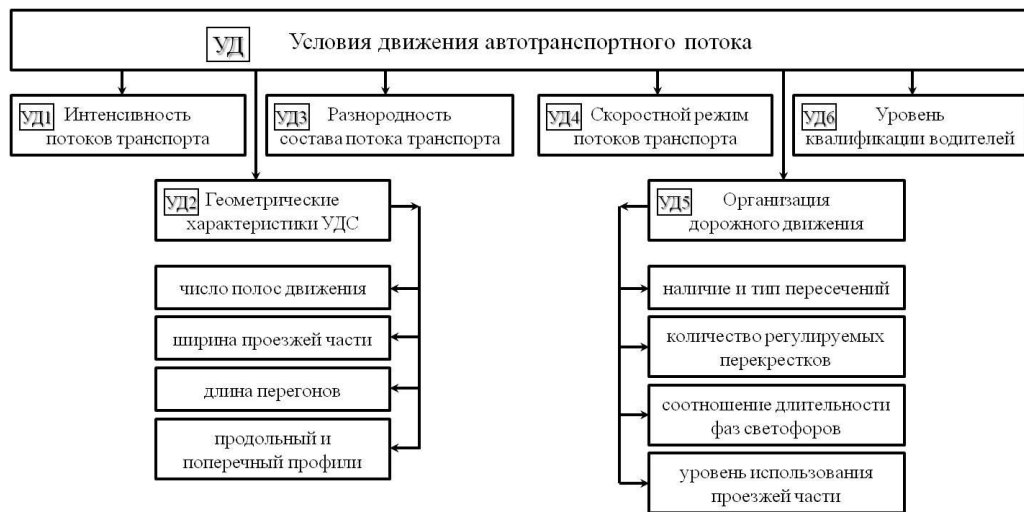 УД Условия движения автотранспортного потока
УД1 Интенсивность
потоков транспорта
УД3 Разнородность
состава потока транспорта
УД4 Скоростной режим
потоков транспорта
УД6 Уровень
квалификации водителей
УД2 Геометрические
характеристики УДС
число полос движения
ширина проезжей части
длина перегонов
продольный и
поперечный профили
УД5 Организация
дорожного движения
наличие и тип пересечений
количество регулируемых
перекрестков
соотношение длительности
фаз светофоров
уровень использования
проезжей части